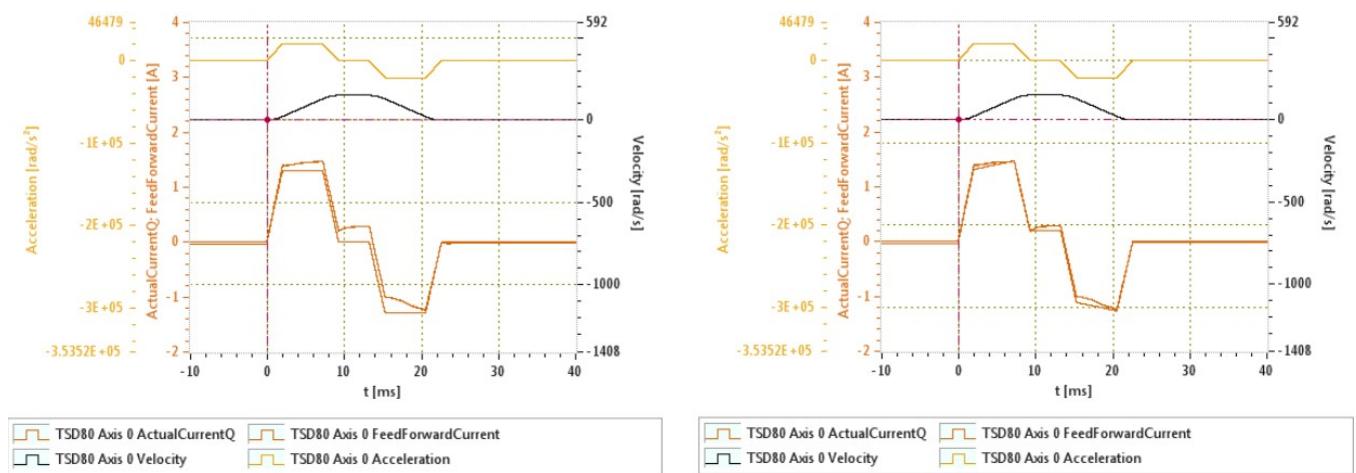 46479
0
-1E+05
-2E+05
-3E+05
-3.5352E+05
Acceleration [rad/s²]
4
3
2
1
0
-1
-2
ActualCurrentQ; FeedForwardCurrent [A]
592
0
-500
-1000
-1408
Velocity [rad/s]
-10 0 10 20 30 40
t [ms]
TSD80 Axis 0 ActualCurrentQ TSD80 Axis 0 FeedForwardCurrent
TSD80 Axis 0 Velocity TSD80 Axis 0 Acceleration
46479
0
-1E+05
-2E+05
-3E+05
-3.5352E+05
Acceleration [rad/s²]
4
3
2
1
0
-1
-2
ActualCurrentQ; FeedForwardCurrent [A]
592
0
-500
-1000
-1408
Velocity [rad/s]
-10 0 10 20 30 40
t [ms]
TSD80 Axis 0 ActualCurrentQ TSD80 Axis 0 FeedForwardCurrent
TSD80 Axis 0 Velocity TSD80 Axis 0 Acceleration